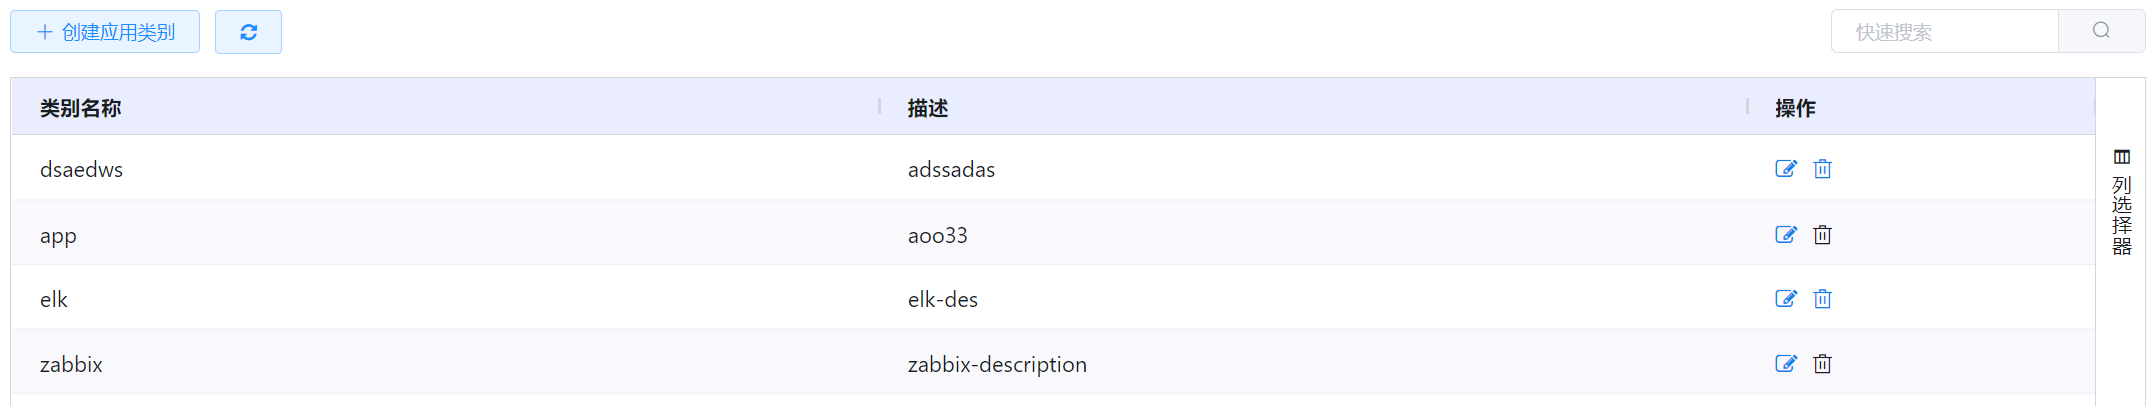 创建应用类别
快速搜索
类别名称 描述 操作
dsaedws adssadas
app aoo33
elk elk-des
zabbix zabbix-description
列选择器